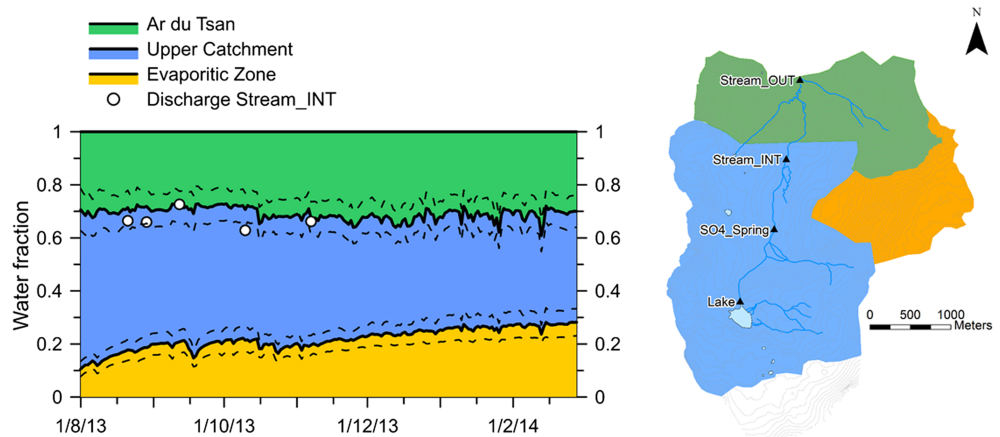 Ar du Tsan
Upper Catchment
Evaporitic Zone
Discharge Stream_INT
Water fraction
1
0.8
0.6
0.4
0.2
0
1
0.8
0.6
0.4
0.2
0
1/8/13
1/10/13
1/12/13
1/2/14
N
Stream_OUT
Stream_INT
SO4_Spring
Lake
0 500 1000
Meters